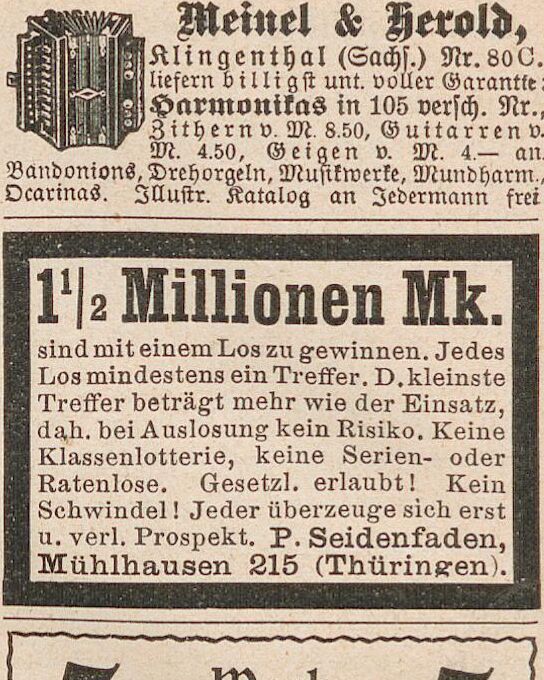 Meinel & Herold,
Klingenthal (Sachs.) Nr. 80 C.
liefern billigst unt. voller Garantie:
Harmonikas in 105 versch. Nr.,
Zithern v. M. 8.50, Guitarren v.
M. 4.50, Geigen v. M. 4.— an.
Bandonions, Drehorgeln, Musikwerke, Mundharm.,
Ocarinas. Illustr. Katalog an Jedermann frei
1 1/2 Millionen Mk.
sind mit einem Los zu gewinnen. Jedes
Los mindestens ein Treffer. D. kleinste
Treffer beträgt mehr wie der Einsatz,
dah. bei Auslosung kein Risiko. Keine
Klassenlotterie, keine Serien- oder
Ratenlose. Gesetzl. erlaubt! Kein
Schwindel! Jeder überzeuge sich erst
u. verl. Prospekt. P. Seidenfaden,
Mühlhausen 215 (Thüringen).